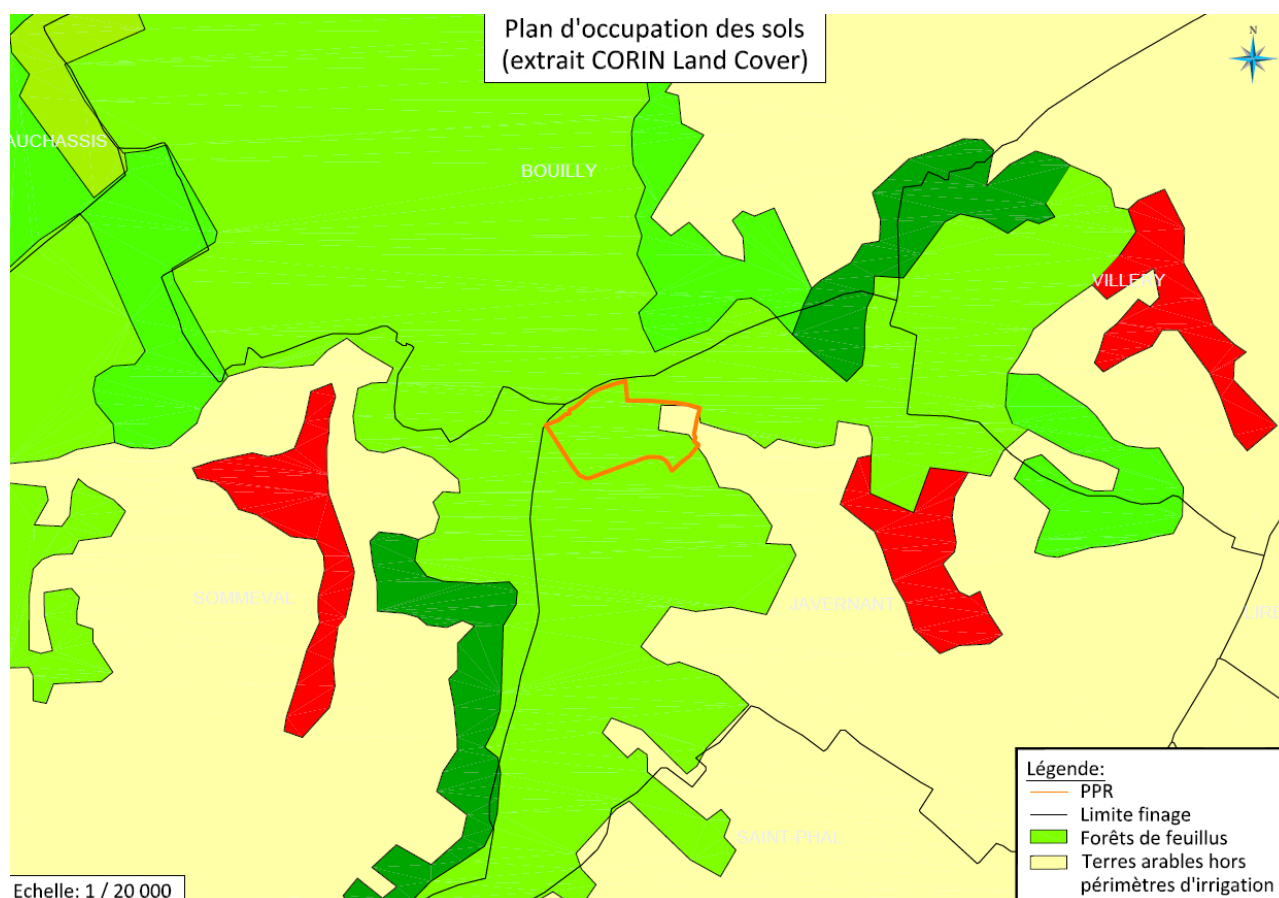 Plan d'occupation des sols
(extrait CORIN Land Cover)
N
AUCHASSIS
BOUILLY
VILLERY
SOMMEVAL
JAVERNANT
LIRE
SAINT-PHAL
Légende:
PPR
Limite finage
Forêts de feuillus
Terres arables hors
périmètres d'irrigation
Echelle: 1 / 20 000